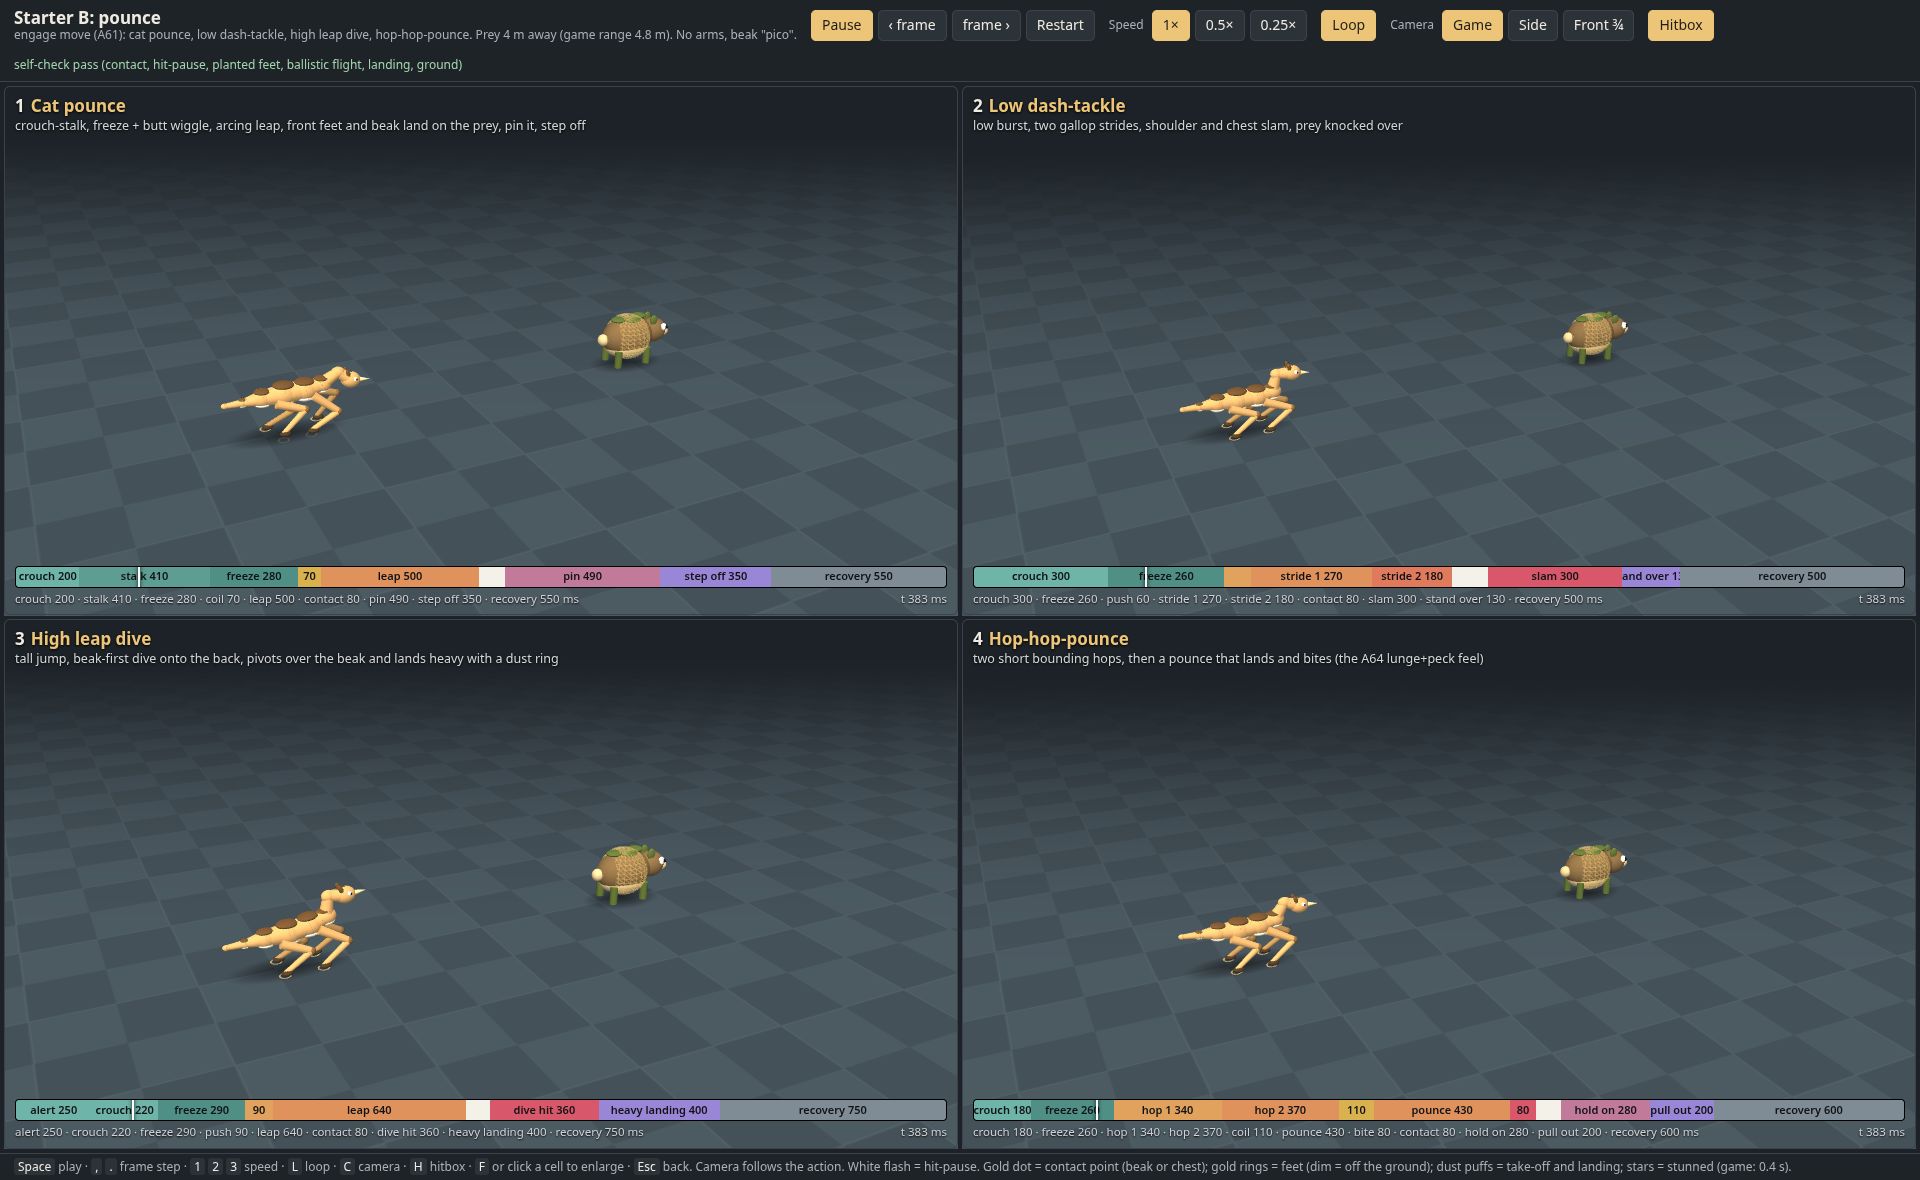 Starter B: pounce
engage move (A61): cat pounce, low dash-tackle, high leap dive, hop-hop-pounce. Prey 4 m away (game range 4.8 m). No arms, beak "pico".
Pause ‹ frame frame › Restart Speed 1× 0.5× 0.25× Loop Camera Game Side Front ¾ Hitbox
self-check pass (contact, hit-pause, planted feet, ballistic flight, landing, ground)
1 Cat pounce
crouch-stalk, freeze + butt wiggle, arcing leap, front feet and beak land on the prey, pin it, step off
crouch 200 stalk 410 freeze 280 70 leap 500 pin 490 step off 350 recovery 550
crouch 200 · stalk 410 · freeze 280 · coil 70 · leap 500 · contact 80 · pin 490 · step off 350 · recovery 550 ms
t 383 ms
2 Low dash-tackle
low burst, two gallop strides, shoulder and chest slam, prey knocked over
crouch 300 freeze 260 stride 1 270 stride 2 180 slam 300 and over 13 recovery 500
crouch 300 · freeze 260 · push 60 · stride 1 270 · stride 2 180 · contact 80 · slam 300 · stand over 130 · recovery 500 ms
t 383 ms
3 High leap dive
tall jump, beak-first dive onto the back, pivots over the beak and lands heavy with a dust ring
alert 250 crouch 220 freeze 290 90 leap 640 dive hit 360 heavy landing 400 recovery 750
alert 250 · crouch 220 · freeze 290 · push 90 · leap 640 · contact 80 · dive hit 360 · heavy landing 400 · recovery 750 ms
t 383 ms
4 Hop-hop-pounce
two short bounding hops, then a pounce that lands and bites (the A64 lunge+peck feel)
crouch 180 freeze 260 hop 1 340 hop 2 370 110 pounce 430 80 hold on 280 pull out 200 recovery 600
crouch 180 · freeze 260 · hop 1 340 · hop 2 370 · coil 110 · pounce 430 · bite 80 · contact 80 · hold on 280 · pull out 200 · recovery 600 ms
t 383 ms
Space play · , . frame step · 1 2 3 speed · L loop · C camera · H hitbox · F or click a cell to enlarge · Esc back. Camera follows the action. White flash = hit-pause. Gold dot = contact point (beak or chest); gold rings = feet (dim = off the ground); dust puffs = take-off and landing; stars = stunned (game: 0.4 s).